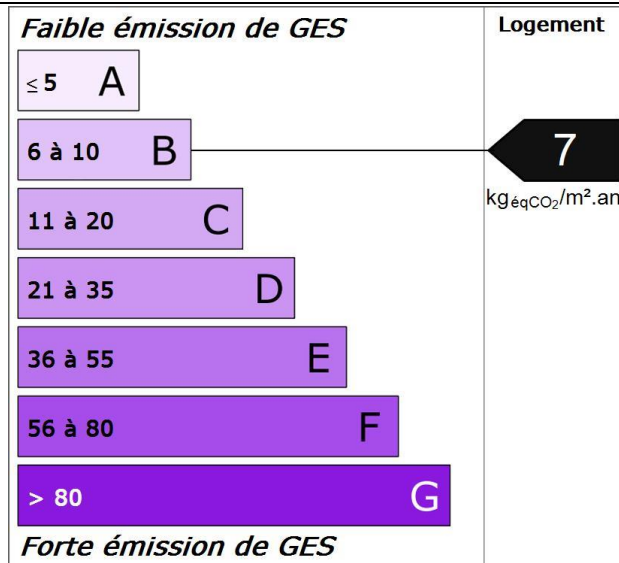 Faible émission de GES
Logement
≤ 5 A
6 à 10 B
7
kgéqCO₂/m².an
11 à 20 C
21 à 35 D
36 à 55 E
56 à 80 F
> 80 G
Forte émission de GES